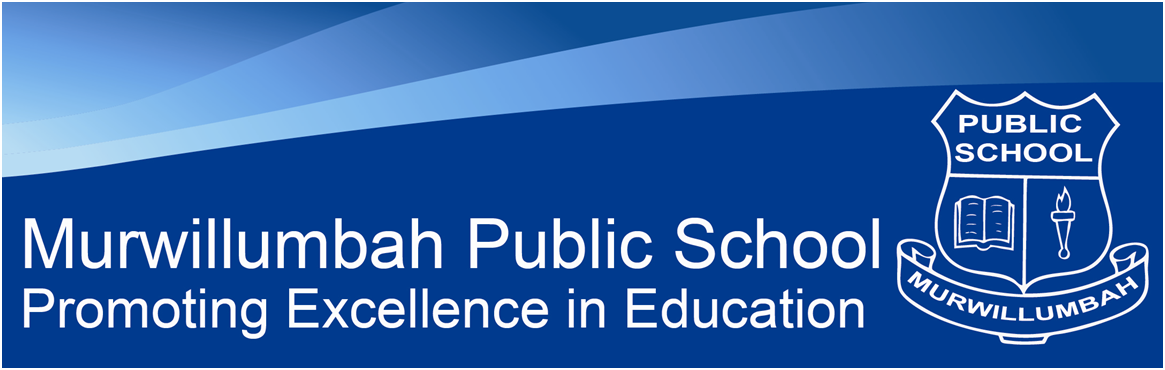 Murwillumbah Public School
Promoting Excellence in Education
PUBLIC
SCHOOL
MURWILLUMBAH